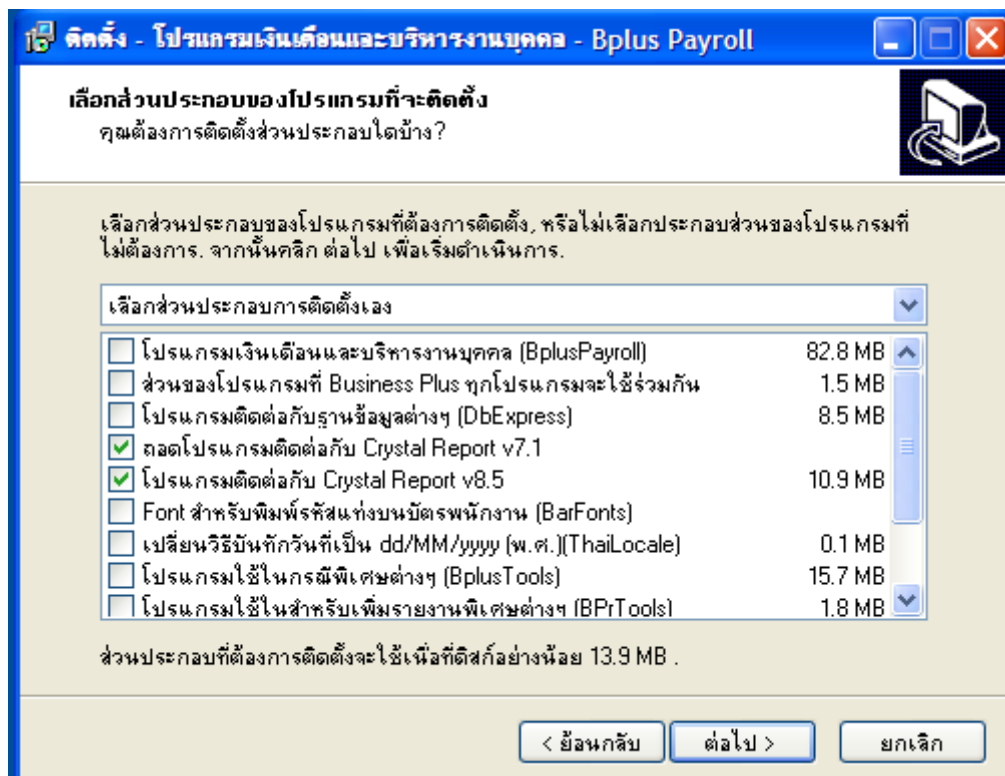 ติดตั้ง - โปรแกรมเงินเดือนและบริหารงานบุคคล - Bplus Payroll
เลือกส่วนประกอบของโปรแกรมที่จะติดตั้ง
คุณต้องการติดตั้งส่วนประกอบใดบ้าง?
เลือกส่วนประกอบของโปรแกรมที่ต้องการติดตั้ง, หรือไม่เลือกประกอบส่วนของโปรแกรมที่
ไม่ต้องการ. จากนั้นคลิก ต่อไป เพื่อเริ่มดำเนินการ.
เลือกส่วนประกอบการติดตั้งเอง
โปรแกรมเงินเดือนและบริหารงานบุคคล (BplusPayroll) 82.8 MB
ส่วนของโปรแกรมที่ Business Plus ทุกโปรแกรมจะใช้ร่วมกัน 1.5 MB
โปรแกรมติดต่อกับฐานข้อมูลต่างๆ (DbExpress) 8.5 MB
ถอดโปรแกรมติดต่อกับ Crystal Report v7.1
โปรแกรมติดต่อกับ Crystal Report v8.5 10.9 MB
Font สำหรับพิมพ์รหัสแท่งบนบัตรพนักงาน (BarFonts)
เปลี่ยนวิธีบันทึกวันที่เป็น dd/MM/yyyy (พ.ศ.)(ThaiLocale) 0.1 MB
โปรแกรมใช้ในกรณีพิเศษต่างๆ (BplusTools) 15.7 MB
โปรแกรมใช้ในสำหรับเพิ่มรายงานพิเศษต่างๆ (BPrTools) 1.8 MB
ส่วนประกอบที่ต้องการติดตั้งจะใช้เนื่อที่ดิสก์อย่างน้อย 13.9 MB .
< ย้อนกลับ ต่อไป > ยกเลิก